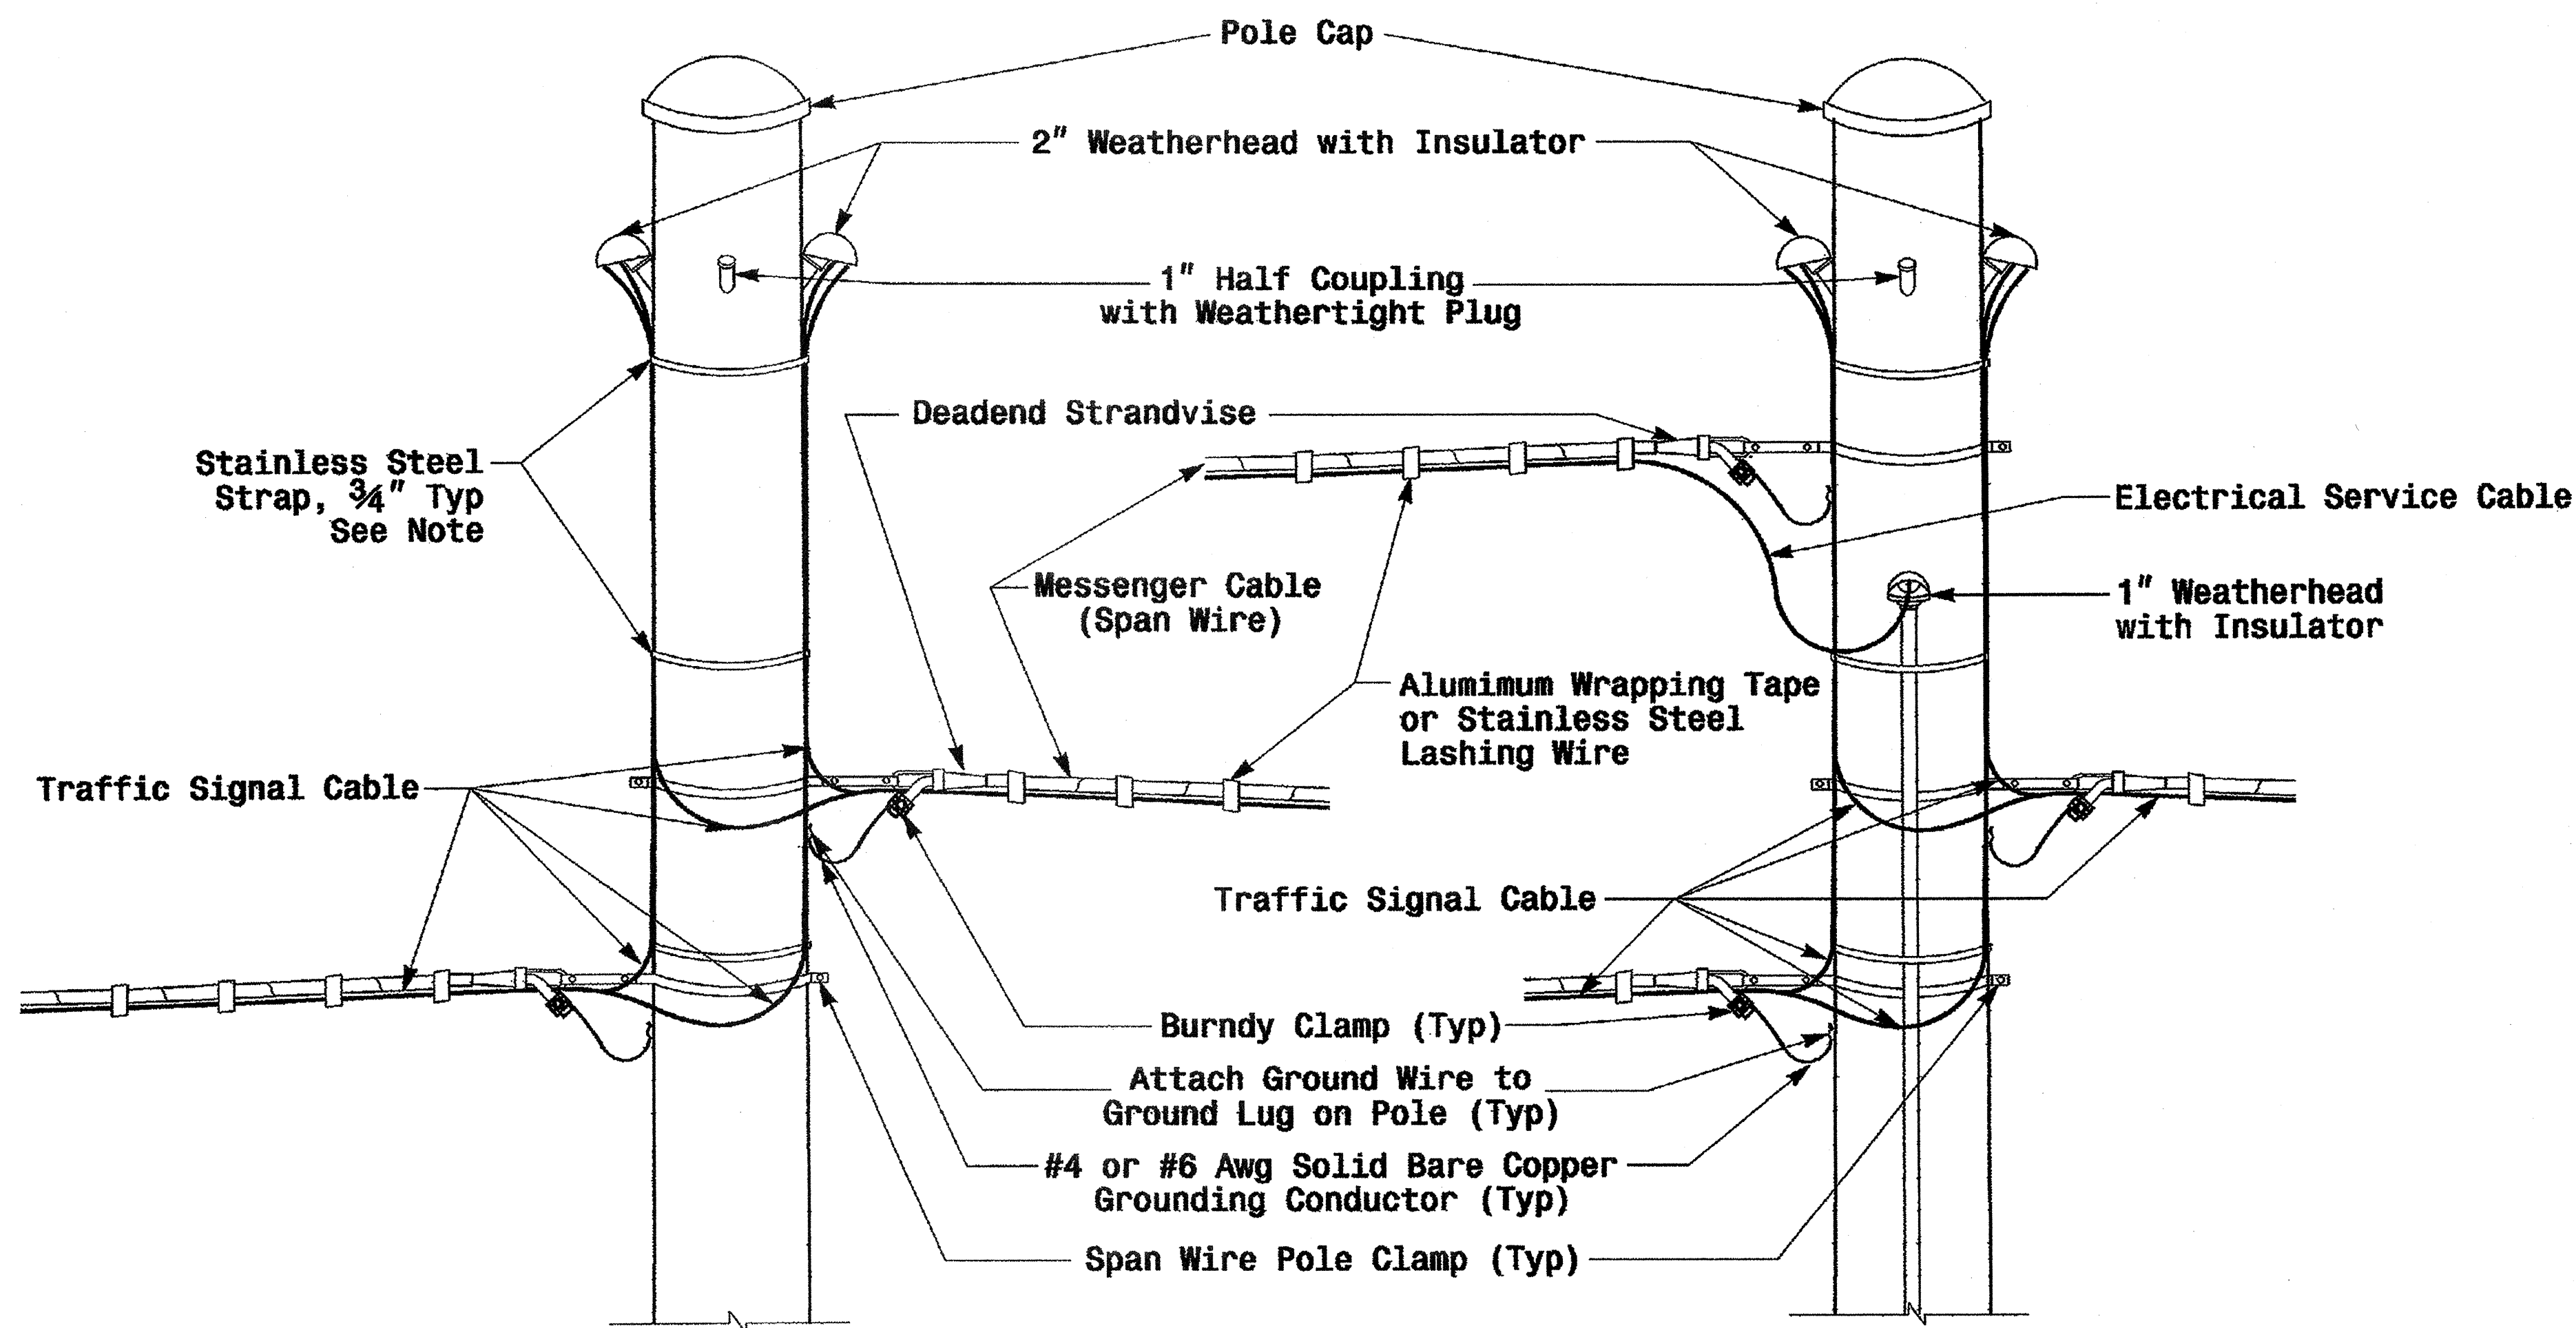 Pole Cap
2" Weatherhead with Insulator
1" Half Coupling
with Weathertight Plug
Deadend Strandvise
Stainless Steel
Strap, ¾" Typ
See Note
Electrical Service Cable
Messenger Cable
(Span Wire)
1" Weatherhead
with Insulator
Alumimum Wrapping Tape
or Stainless Steel
Lashing Wire
Traffic Signal Cable
Traffic Signal Cable
Burndy Clamp (Typ)
Attach Ground Wire to
Ground Lug on Pole (Typ)
#4 or #6 Awg Solid Bare Copper
Grounding Conductor (Typ)
Span Wire Pole Clamp (Typ)